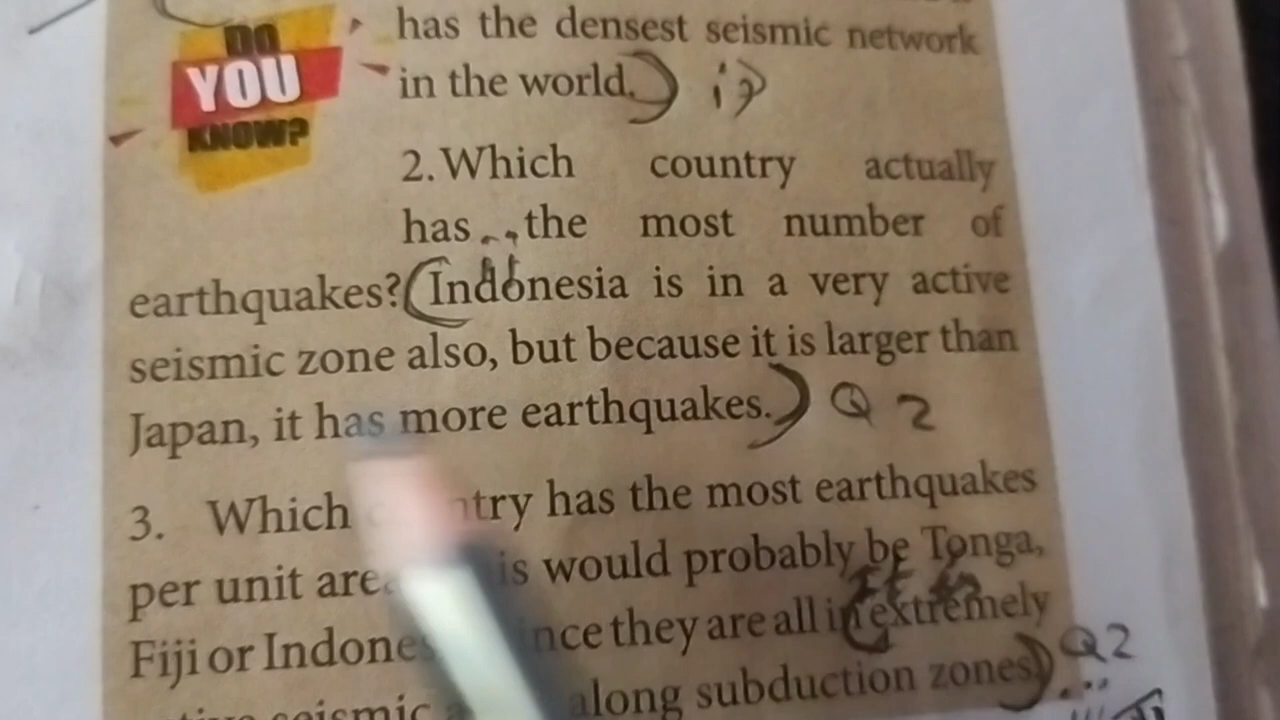 DO
YOU
KNOW?
has the densest seismic network
in the world.) i)
2. Which country actually
has the most number of
earthquakes? (Indonesia is in a very active
seismic zone also, but because it is larger than
Japan, it has more earthquakes.) Q 2
3. Which try has the most earthquakes
per unit is would probably be Tonga,
Fiji or nce they are all in extremely
seismic along subduction zones.) Q2